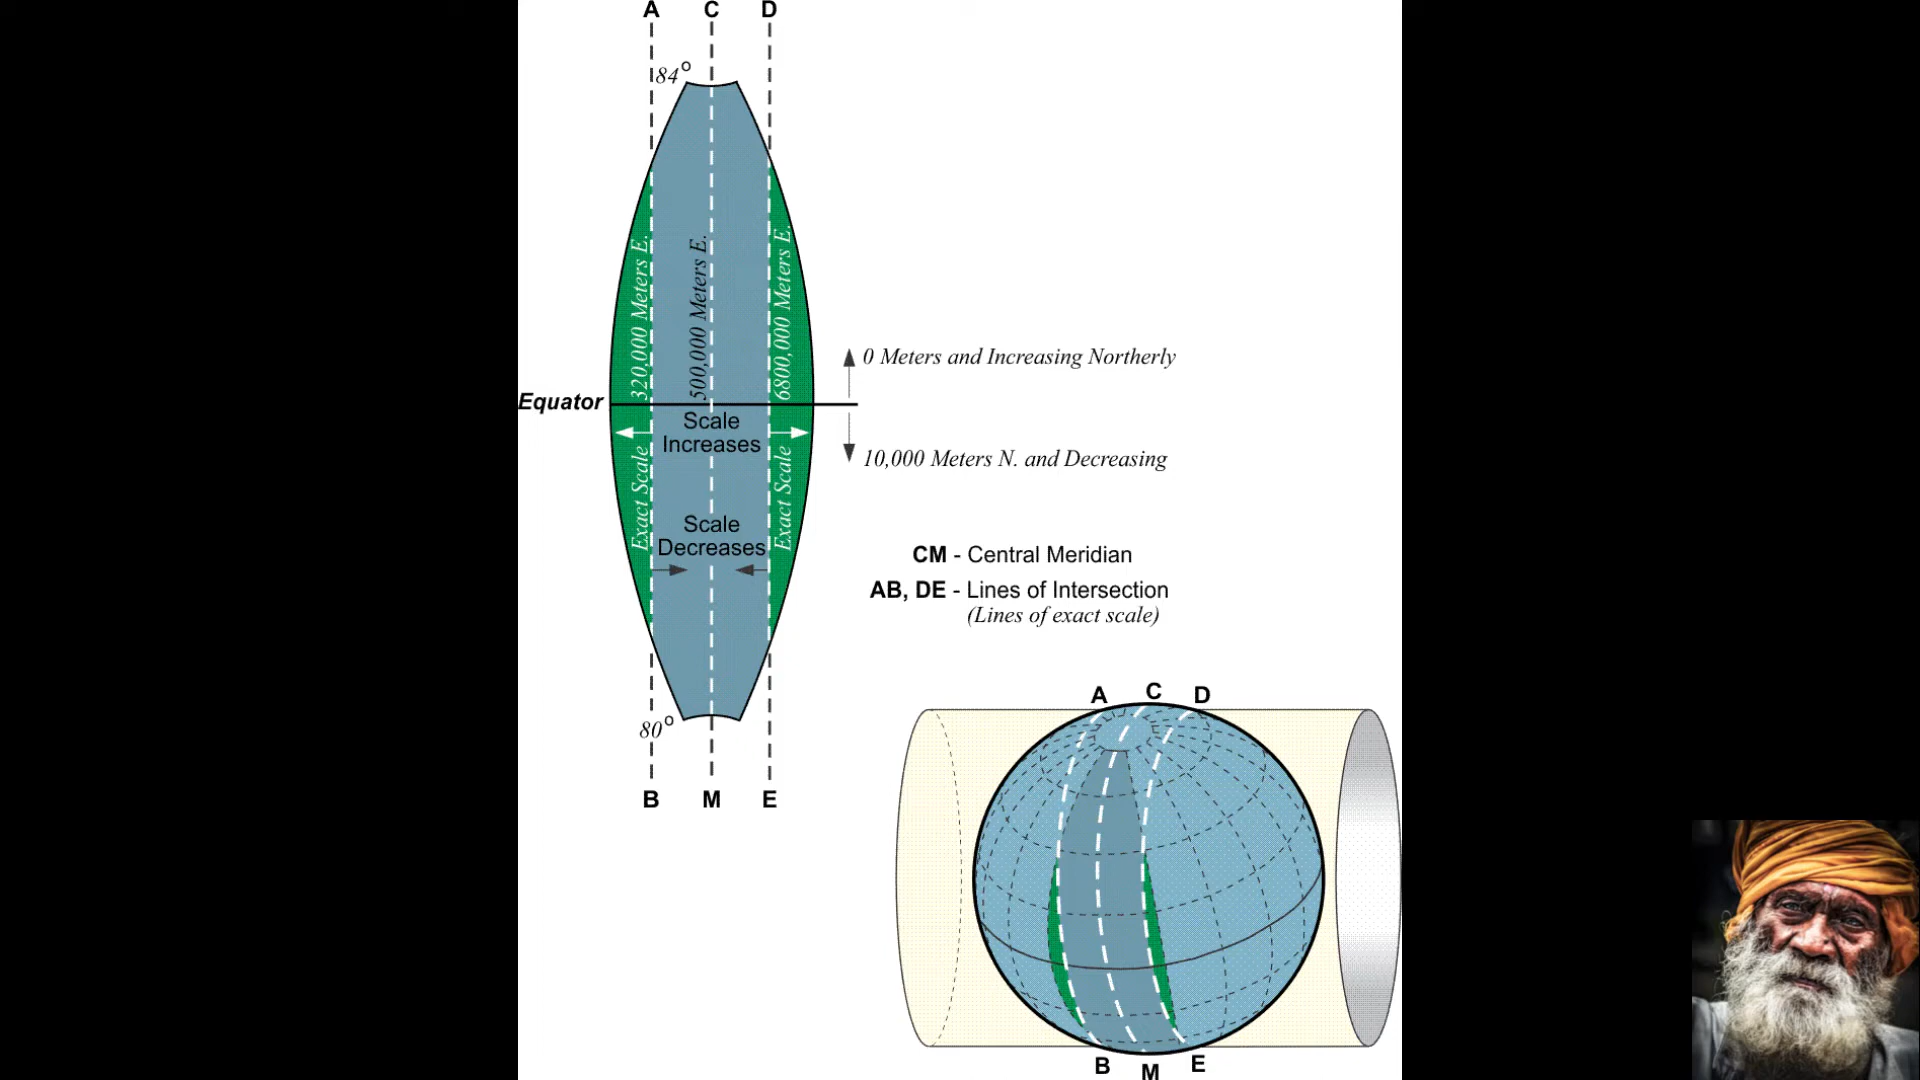 A C D
84°
320,000 Meters E.
500,000 Meters E.
6800,000 Meters E.
0 Meters and Increasing Northerly
Equator
Scale
Increases
10,000 Meters N. and Decreasing
Exact Scale
Exact Scale
Scale
Decreases
CM - Central Meridian
AB, DE - Lines of Intersection
(Lines of exact scale)
80°
B M E
A C D
B M E